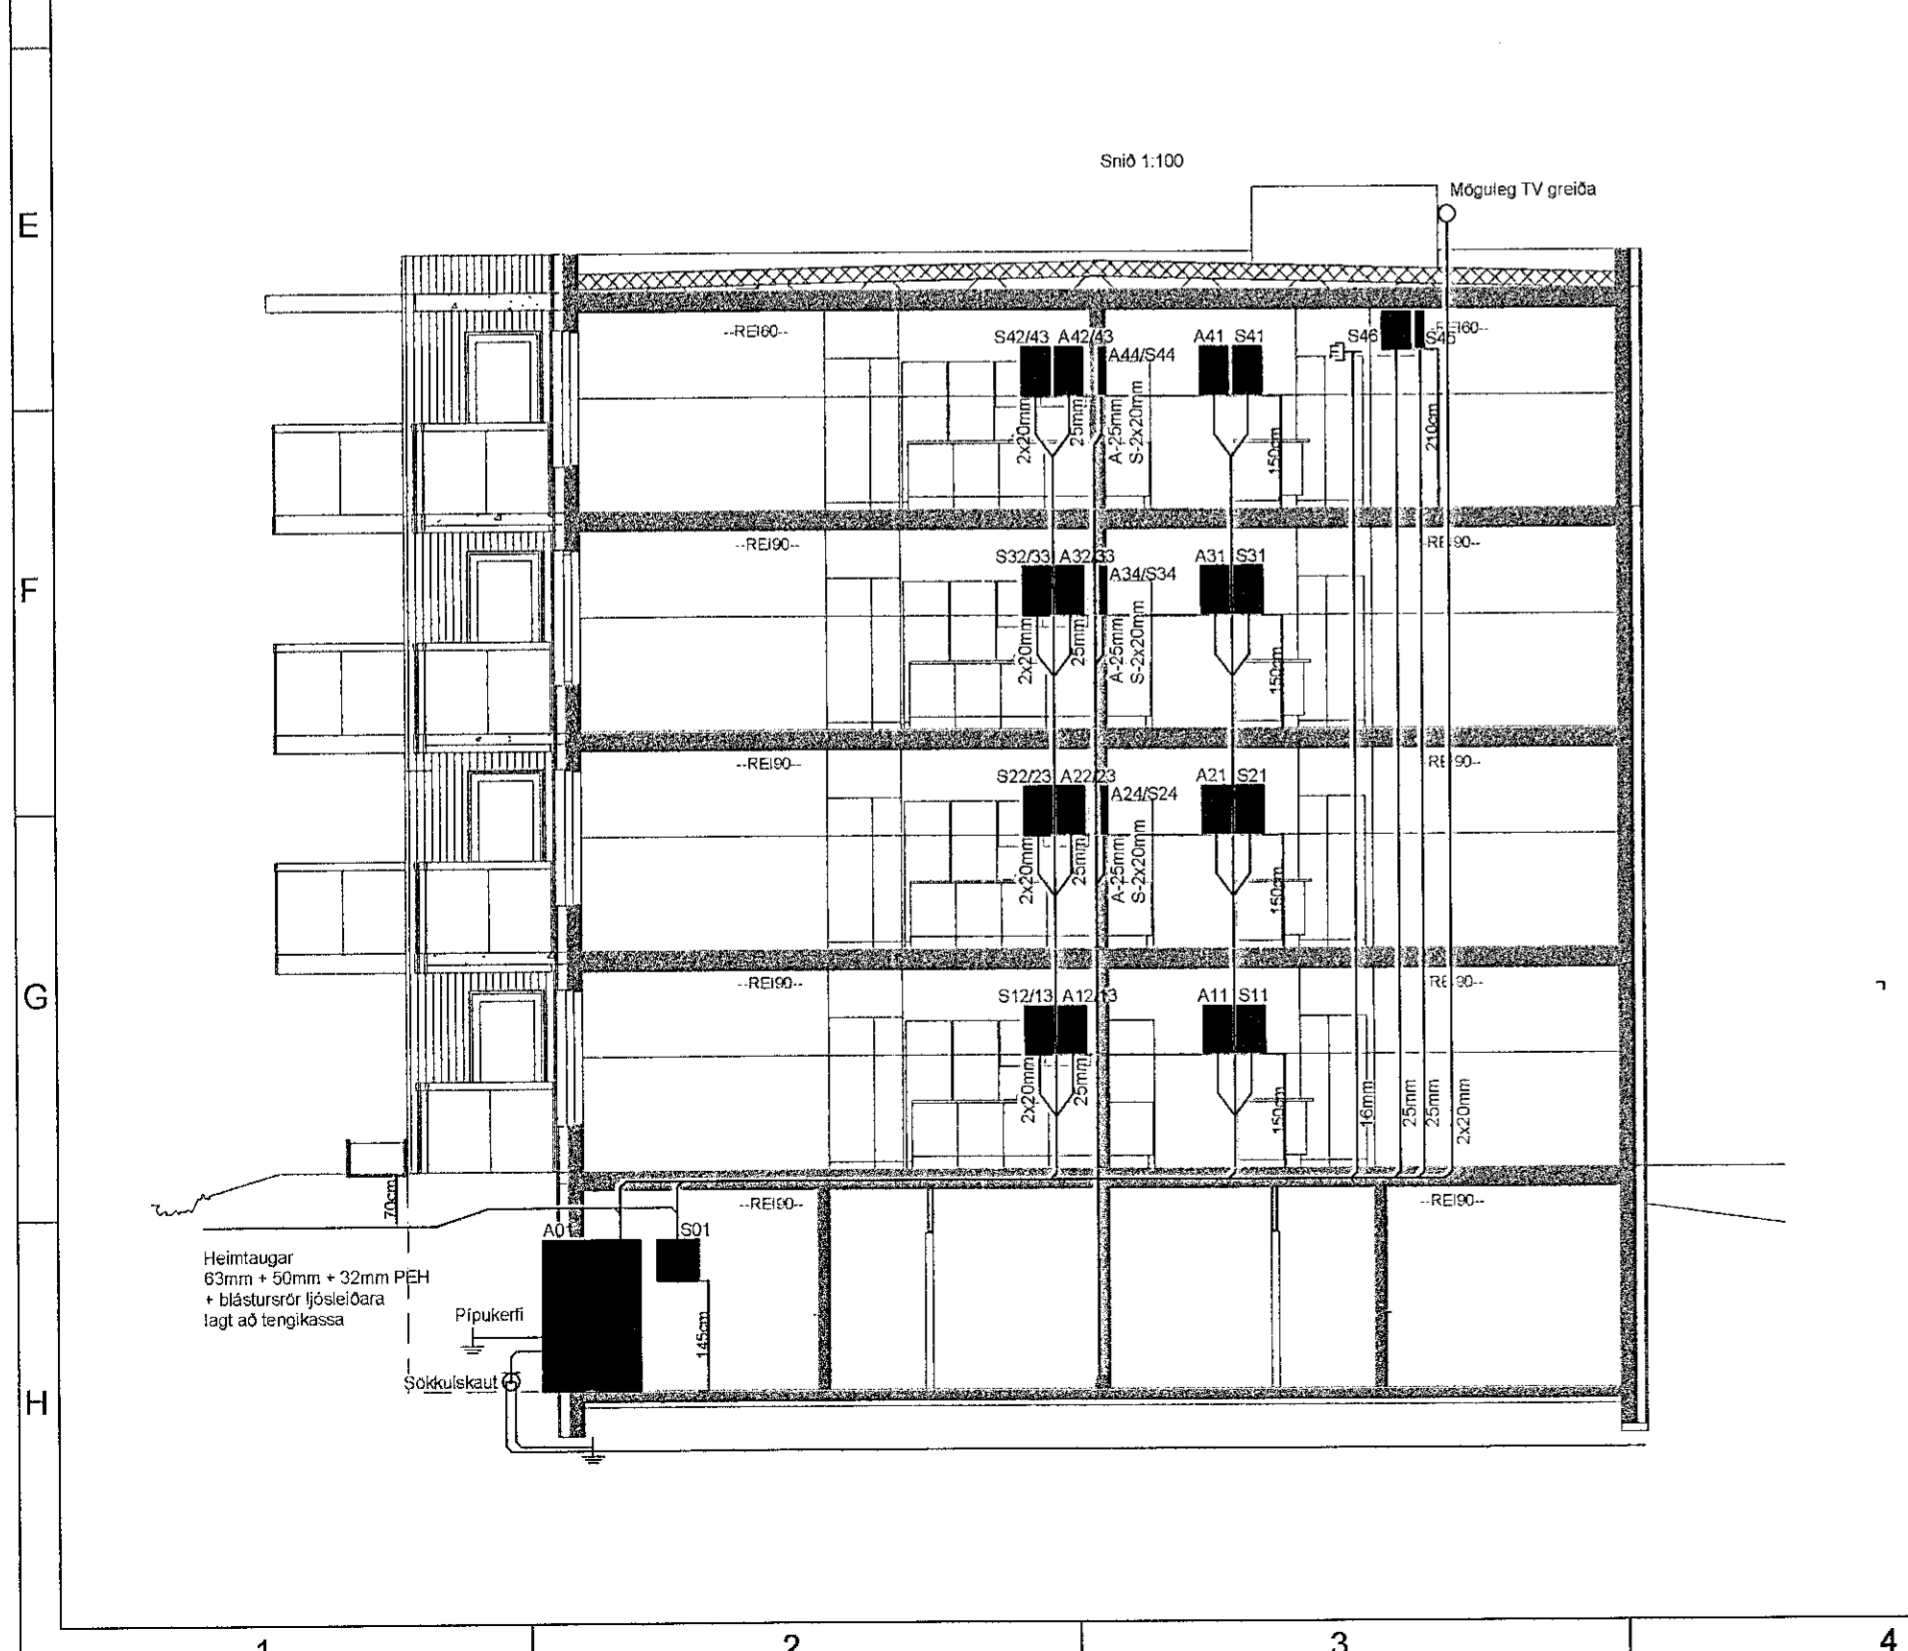 Snið 1:100
Möguleg TV greiða
E
--REI60--
S42/43 A42/43
A44/S44
A41 S41
S46
S45
2x20mm
25mm
A-25mm
S-2x20mm
150cm
210cm
--REI90--
S32/33 A32/33
A34/S34
A31 S31
--REI90--
F
2x20mm
25mm
A-25mm
S-2x20mm
150cm
--REI90--
S22/23 A22/23
A24/S24
A21 S21
--REI90--
2x20mm
25mm
A-25mm
S-2x20mm
150cm
G
--REI90--
S12/13 A12/13
A11 S11
--REI90--
2x20mm
25mm
150cm
16mm
25mm
25mm
2x20mm
70cm
--REI90--
--REI90--
A01
S01
Heimtaugar
63mm + 50mm + 32mm PEH
+ blástursrör ljósleiðara
lagt að tengikassa
Pípukerfi
145cm
Sökkulskaut
H
1
2
3
4